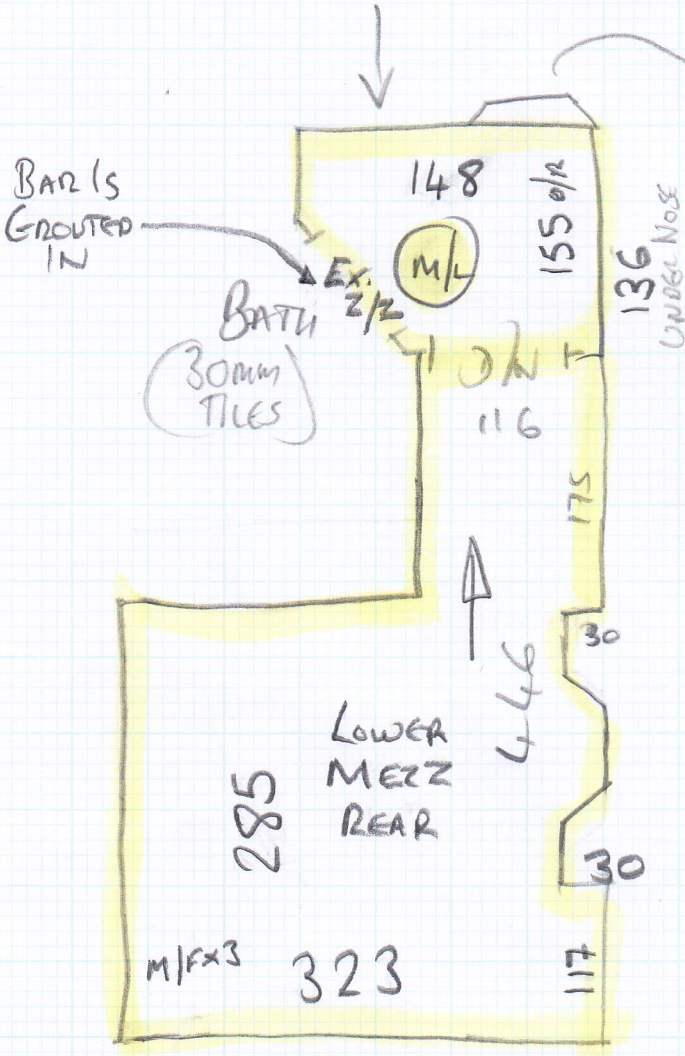 BAR IS
GROUTED
IN
148
155 o/R
136
UNDER NOSE
M/L
Ex.
Z/Z
BATH
(30mm
TILES)
D/W
116
175
30
446
LOWER
MEZZ
REAR
285
30
M/Fx3
323
117